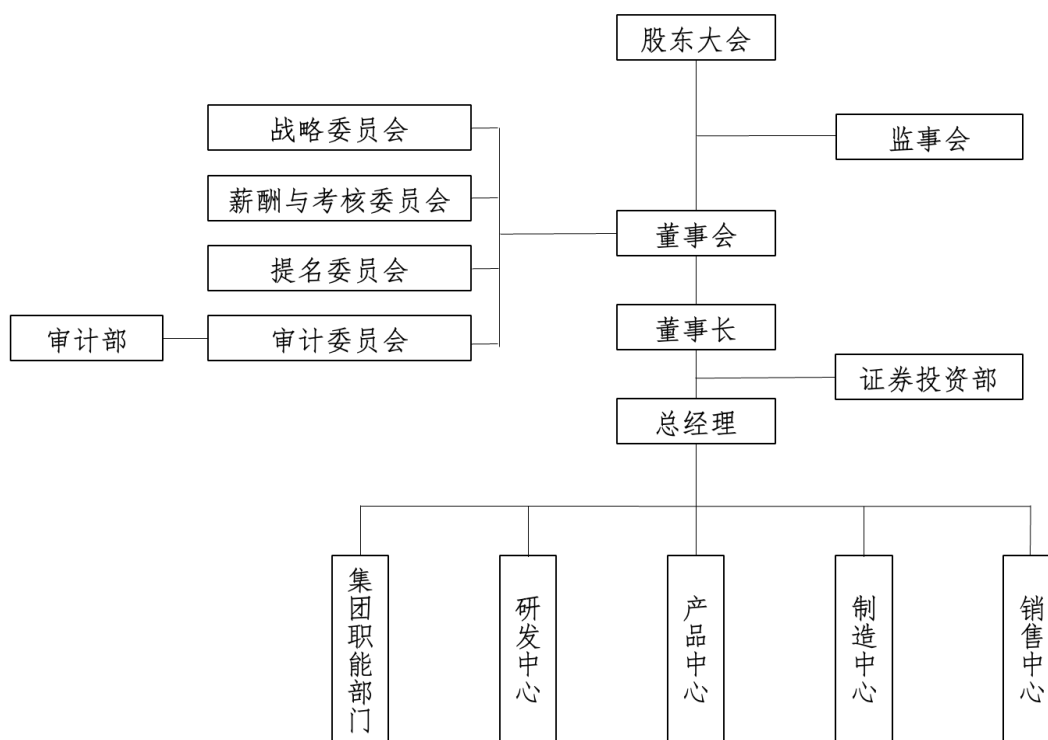 股东大会
战略委员会
监事会
薪酬与考核委员会
董事会
提名委员会
审计部
审计委员会
董事长
证券投资部
总经理
集团职能部门
研发中心
产品中心
制造中心
销售中心